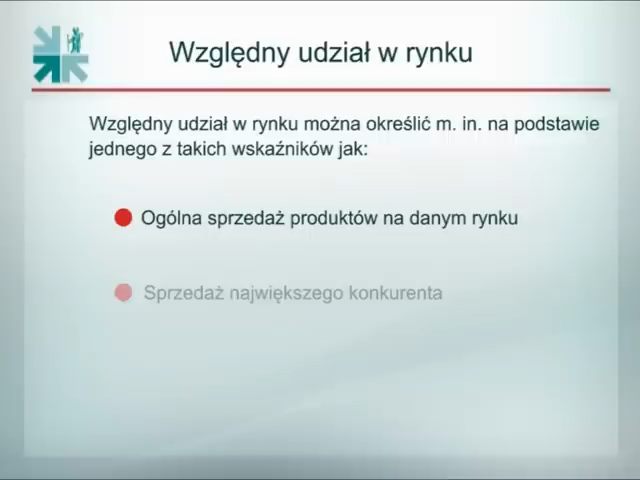 Względny udział w rynku
Względny udział w rynku można określić m. in. na podstawie
jednego z takich wskaźników jak:
Ogólna sprzedaż produktów na danym rynku
Sprzedaż największego konkurenta